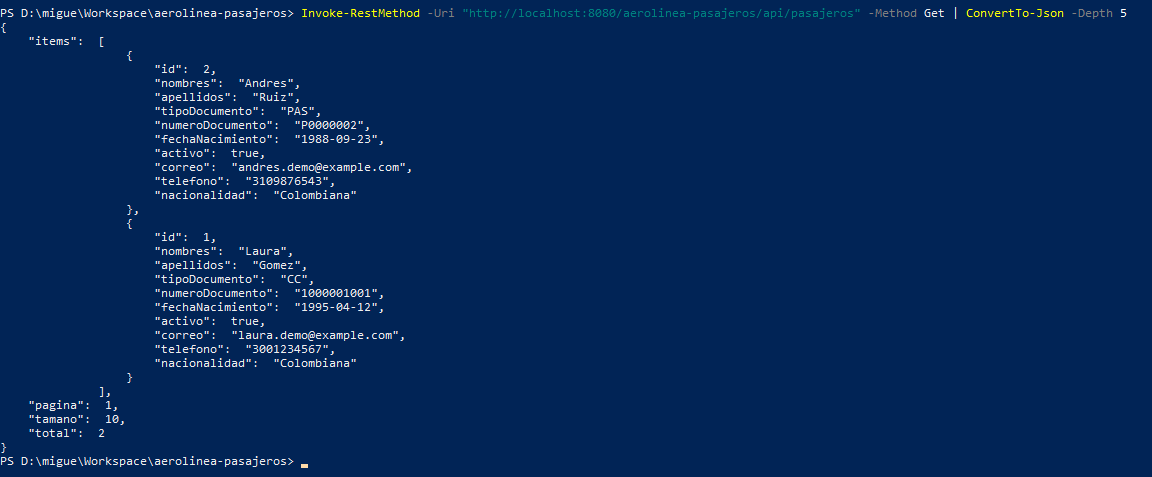 PS D:\migue\Workspace\aerolinea-pasajeros> Invoke-RestMethod -Uri "http://localhost:8080/aerolinea-pasajeros/api/pasajeros" -Method Get | ConvertTo-Json -Depth 5
{
    "items":  [
                  {
                      "id":  2,
                      "nombres":  "Andres",
                      "apellidos":  "Ruiz",
                      "tipoDocumento":  "PAS",
                      "numeroDocumento":  "P0000002",
                      "fechaNacimiento":  "1988-09-23",
                      "activo":  true,
                      "correo":  "andres.demo@example.com",
                      "telefono":  "3109876543",
                      "nacionalidad":  "Colombiana"
                  },
                  {
                      "id":  1,
                      "nombres":  "Laura",
                      "apellidos":  "Gomez",
                      "tipoDocumento":  "CC",
                      "numeroDocumento":  "1000001001",
                      "fechaNacimiento":  "1995-04-12",
                      "activo":  true,
                      "correo":  "laura.demo@example.com",
                      "telefono":  "3001234567",
                      "nacionalidad":  "Colombiana"
                  }
              ],
    "pagina":  1,
    "tamano":  10,
    "total":  2
}
PS D:\migue\Workspace\aerolinea-pasajeros>